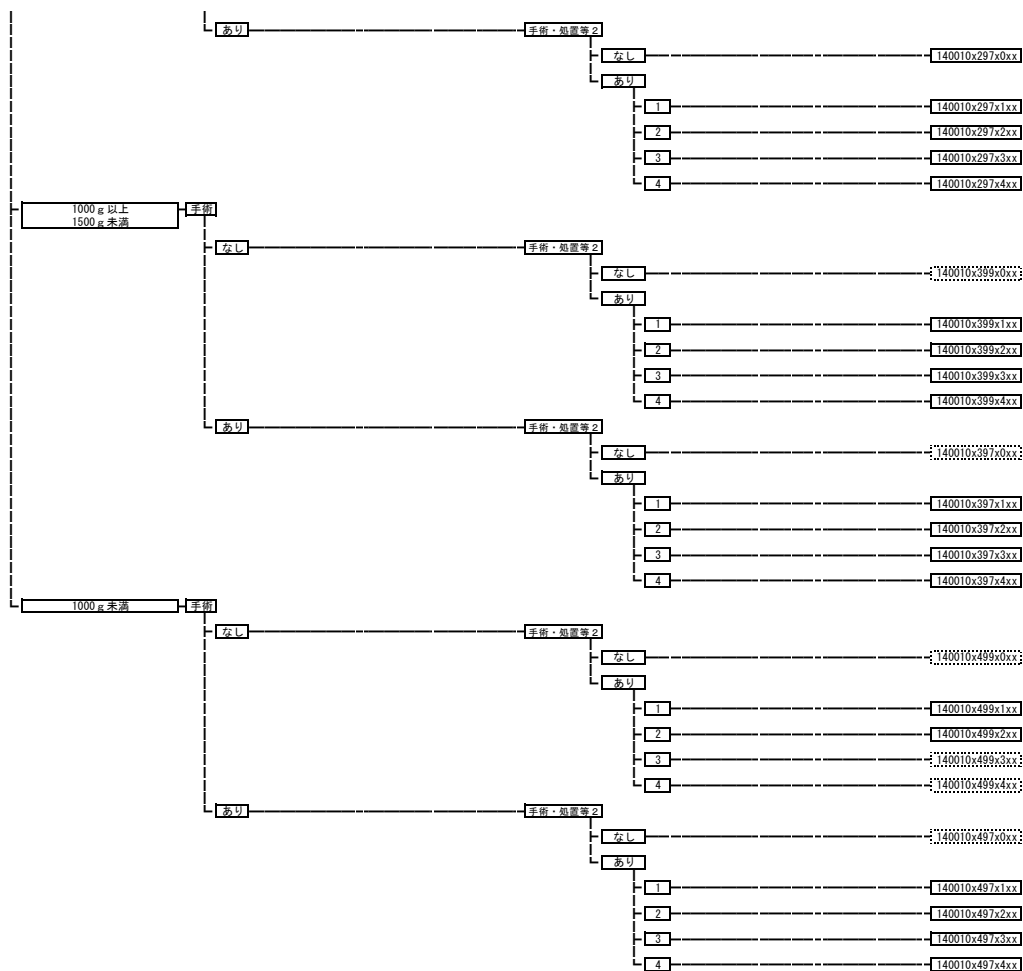 あり 手術・処置等2
なし 140010x297x0xx
あり
1 140010x297x1xx
2 140010x297x2xx
3 140010x297x3xx
4 140010x297x4xx
1000g以上
1500g未満
手術
なし 手術・処置等2
なし 140010x399x0xx
あり
1 140010x399x1xx
2 140010x399x2xx
3 140010x399x3xx
4 140010x399x4xx
あり 手術・処置等2
なし 140010x397x0xx
あり
1 140010x397x1xx
2 140010x397x2xx
3 140010x397x3xx
4 140010x397x4xx
1000g未満 手術
なし 手術・処置等2
なし 140010x499x0xx
あり
1 140010x499x1xx
2 140010x499x2xx
3 140010x499x3xx
4 140010x499x4xx
あり 手術・処置等2
なし 140010x497x0xx
あり
1 140010x497x1xx
2 140010x497x2xx
3 140010x497x3xx
4 140010x497x4xx